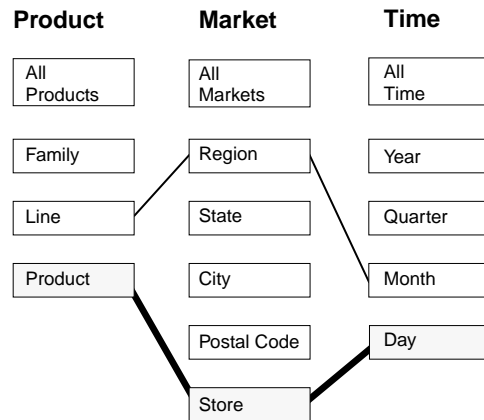 Product
Market
Time
All
Products
All
Markets
All
Time
Family
Region
Year
Line
State
Quarter
Product
City
Month
Postal Code
Day
Store